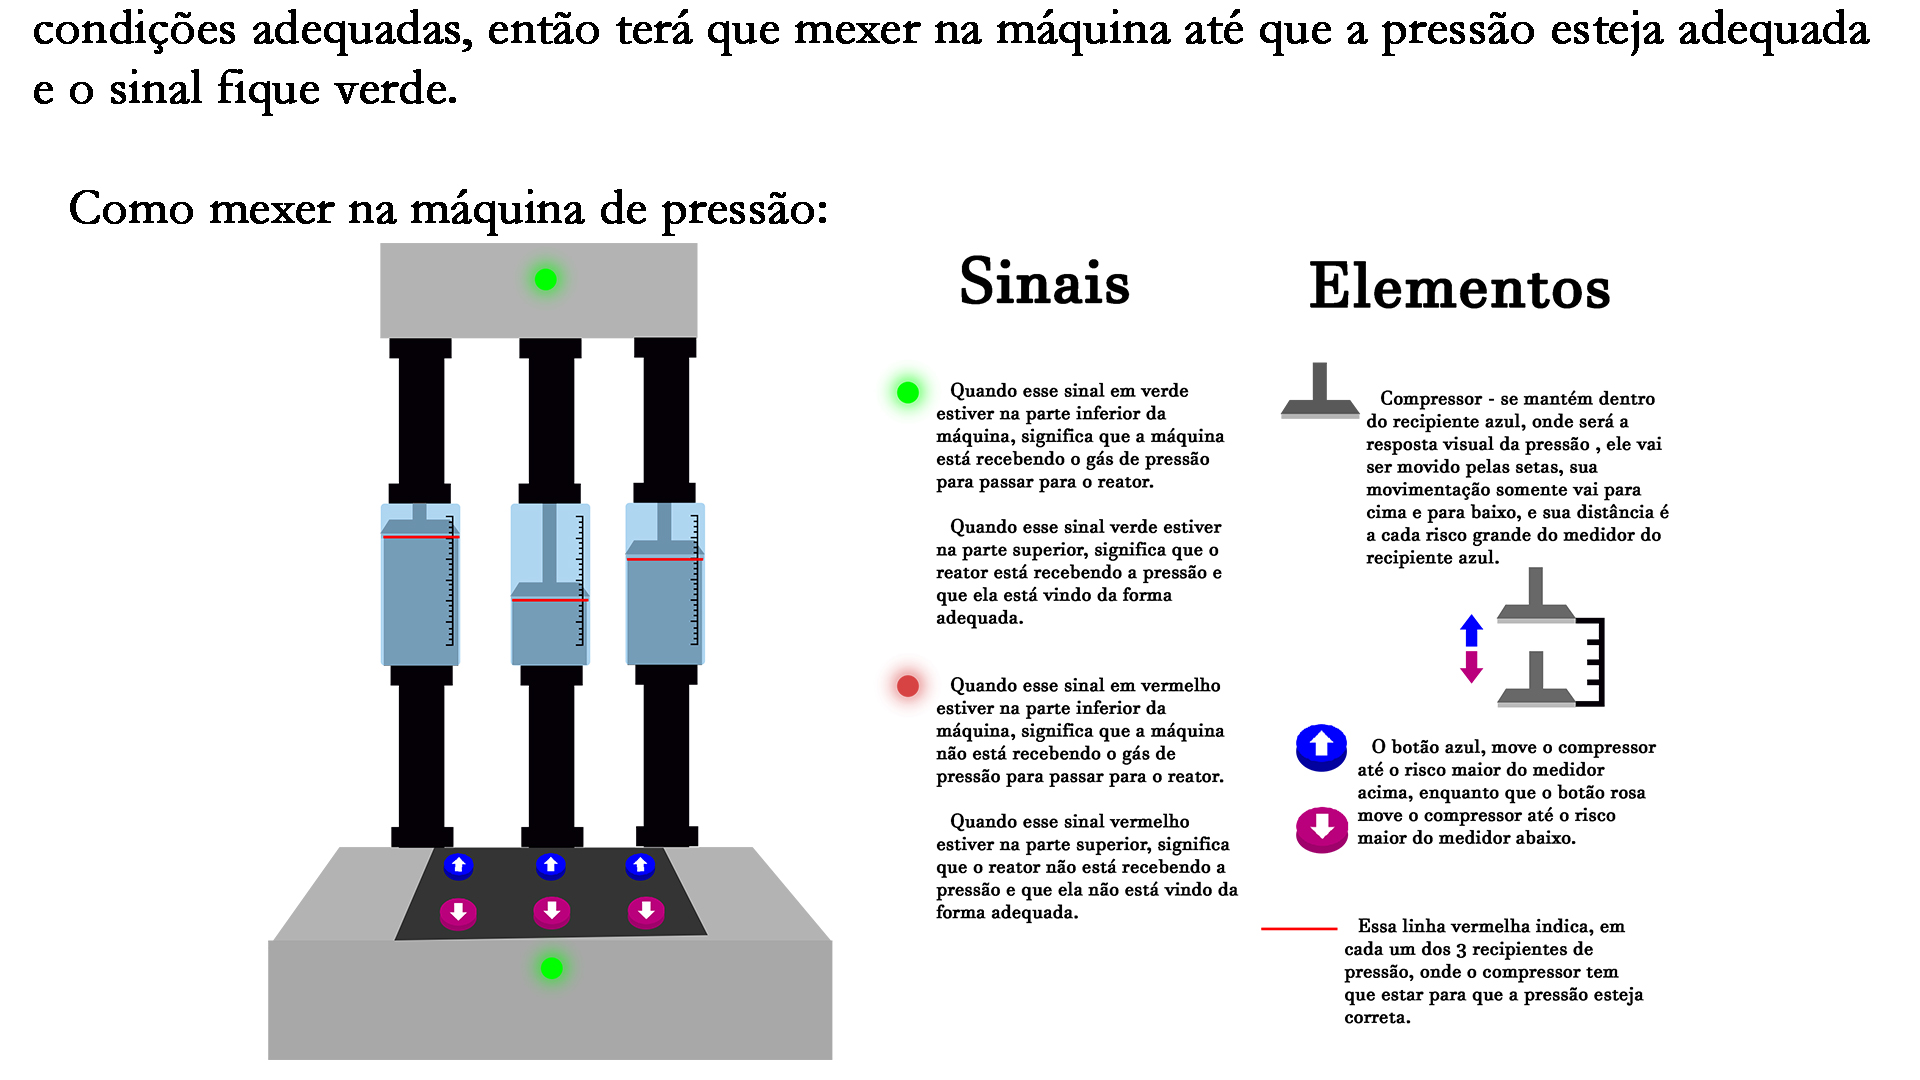 condições adequadas, então terá que mexer na máquina até que a pressão esteja adequada
e o sinal fique verde.
Como mexer na máquina de pressão:
Sinais
Quando esse sinal em verde
estiver na parte inferior da
máquina, significa que a máquina
está recebendo o gás de pressão
para passar para o reator.
Quando esse sinal verde estiver
na parte superior, significa que o
reator está recebendo a pressão e
que ela está vindo da forma
adequada.
Quando esse sinal em vermelho
estiver na parte inferior da
máquina, significa que a máquina
não está recebendo o gás de
pressão para passar para o reator.
Quando esse sinal vermelho
estiver na parte superior, significa
que o reator não está recebendo a
pressão e que ela não está vindo da
forma adequada.
Elementos
Compressor - se mantém dentro
do recipiente azul, onde será a
resposta visual da pressão , ele vai
ser movido pelas setas, sua
movimentação somente vai para
cima e para baixo, e sua distância é
a cada risco grande do medidor do
recipiente azul.
O botão azul, move o compressor
até o risco maior do medidor
acima, enquanto que o botão rosa
move o compressor até o risco
maior do medidor abaixo.
Essa linha vermelha indica, em
cada um dos 3 recipientes de
pressão, onde o compressor tem
que estar para que a pressão esteja
correta.